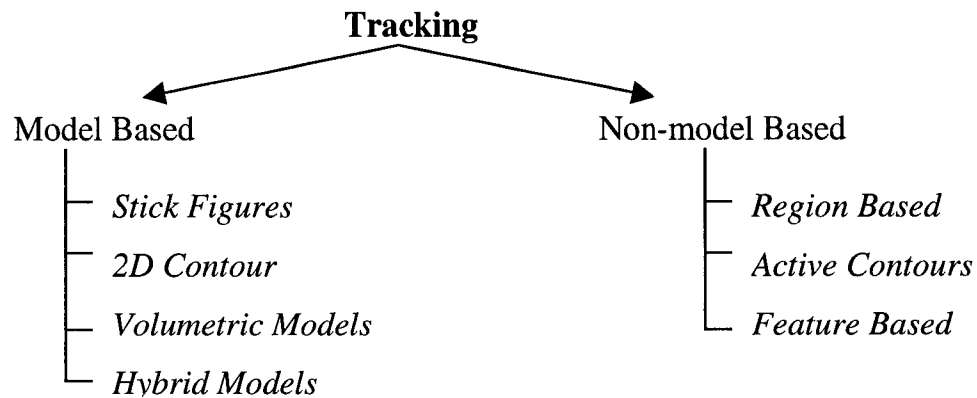 Tracking
Model Based
Stick Figures
2D Contour
Volumetric Models
Hybrid Models
Non-model Based
Region Based
Active Contours
Feature Based